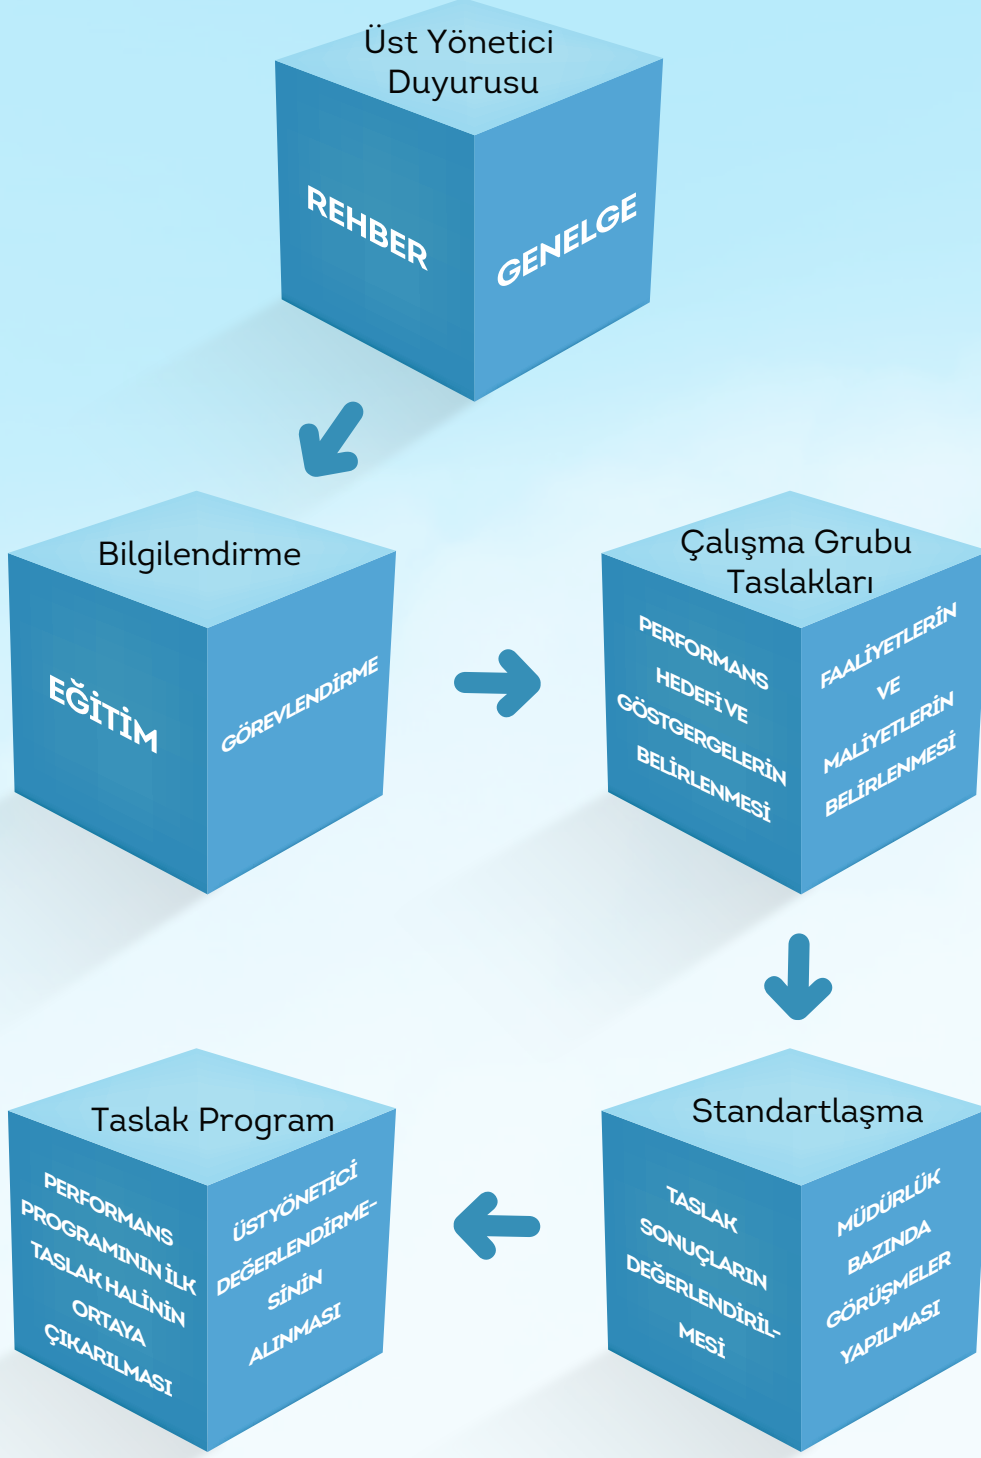 Üst Yönetici
Duyurusu
REHBER
GENELGE
Bilgilendirme
EĞİTİM
GÖREVLENDİRME
Çalışma Grubu
Taslakları
PERFORMANS
HEDEFİ VE
GÖSTGERGELERİN
BELİRLENMESİ
FAALİYETLERİN
VE
MALİYETLERİN
BELİRLENMESİ
Standartlaşma
TASLAK
SONUÇLARIN
DEĞERLENDİRİL-
MESİ
MÜDÜRLÜK
BAZINDA
GÖRÜŞMELER
YAPILMASI
Taslak Program
PERFORMANS
PROGRAMININ İLK
TASLAK HALİNİN
ORTAYA
ÇIKARILMASI
ÜST YÖNETİCİ
DEĞERLENDİRME-
SİNİN
ALINMASI